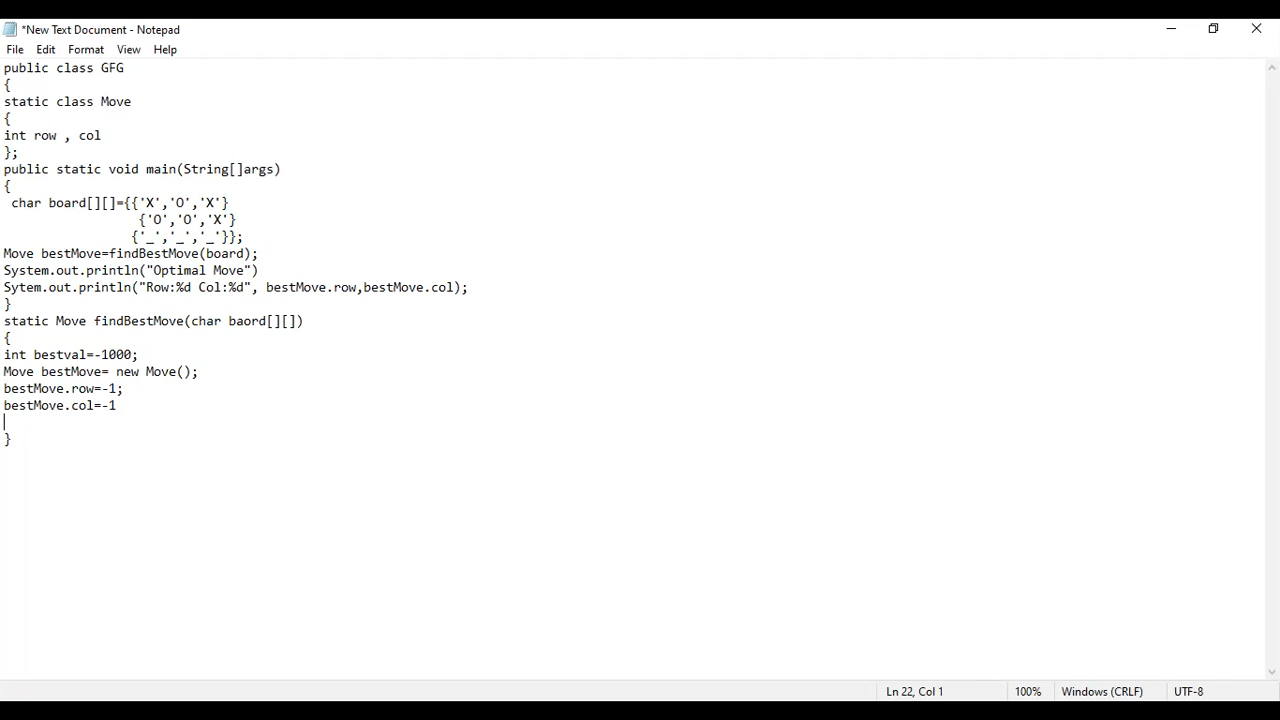 *New Text Document - Notepad
File Edit Format View Help
public class GFG
{
static class Move
{
int row , col
};
public static void main(String[]args)
{
char board[][]={{'X','O','X'}
{'O','O','X'}
{'_','_','_'}};
Move bestMove=findBestMove(board);
System.out.println("Optimal Move")
Sytem.out.println("Row:%d Col:%d", bestMove.row,bestMove.col);
}
static Move findBestMove(char baord[][])
{
int bestval=-1000;
Move bestMove= new Move();
bestMove.row=-1;
bestMove.col=-1
}
Ln 22, Col 1 100% Windows (CRLF) UTF-8